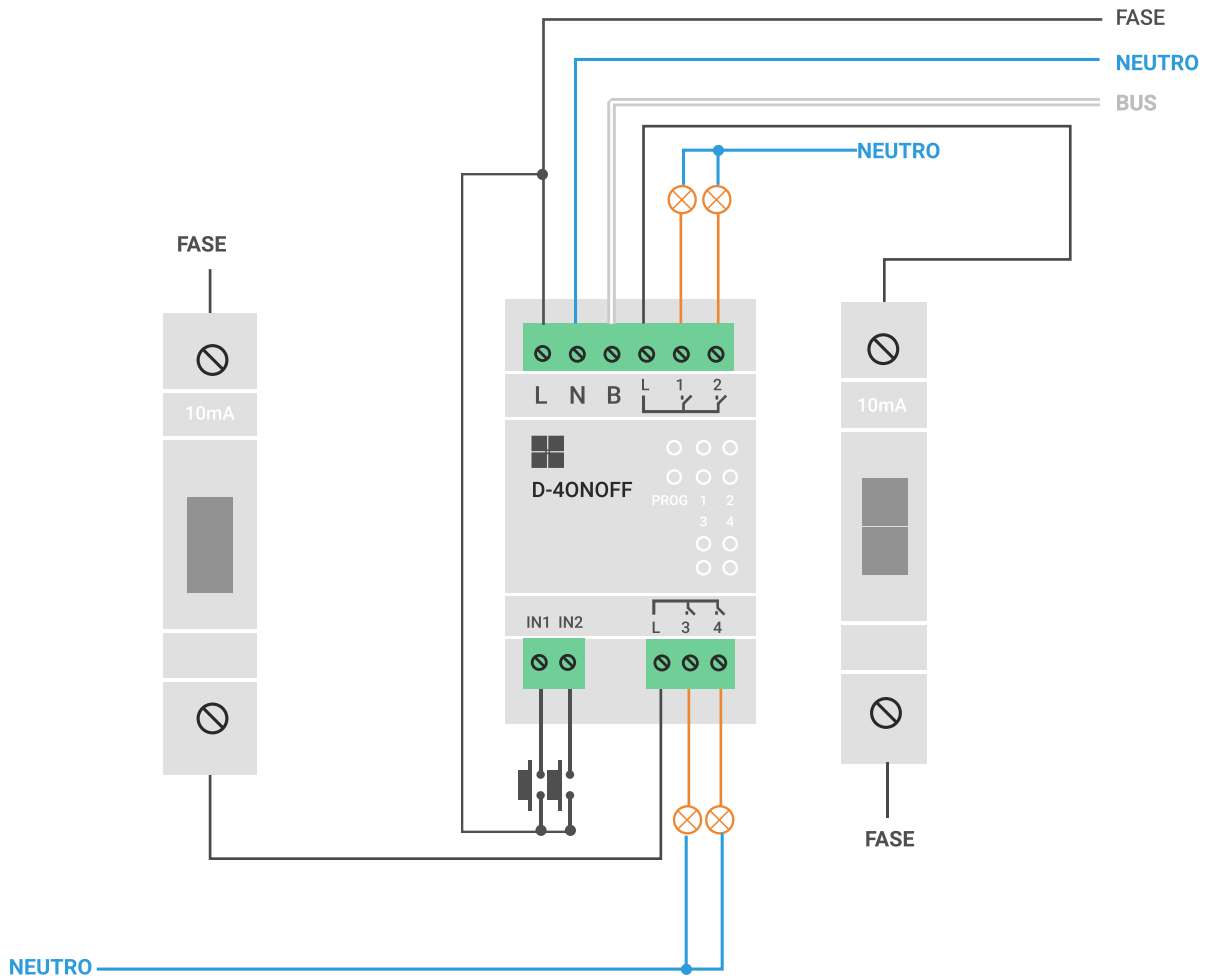 FASE
NEUTRO
BUS
NEUTRO
FASE
10mA
10mA
L N B L 1 2
D-4ONOFF
PROG 1 2
3 4
IN1 IN2 L 3 4
FASE
NEUTRO